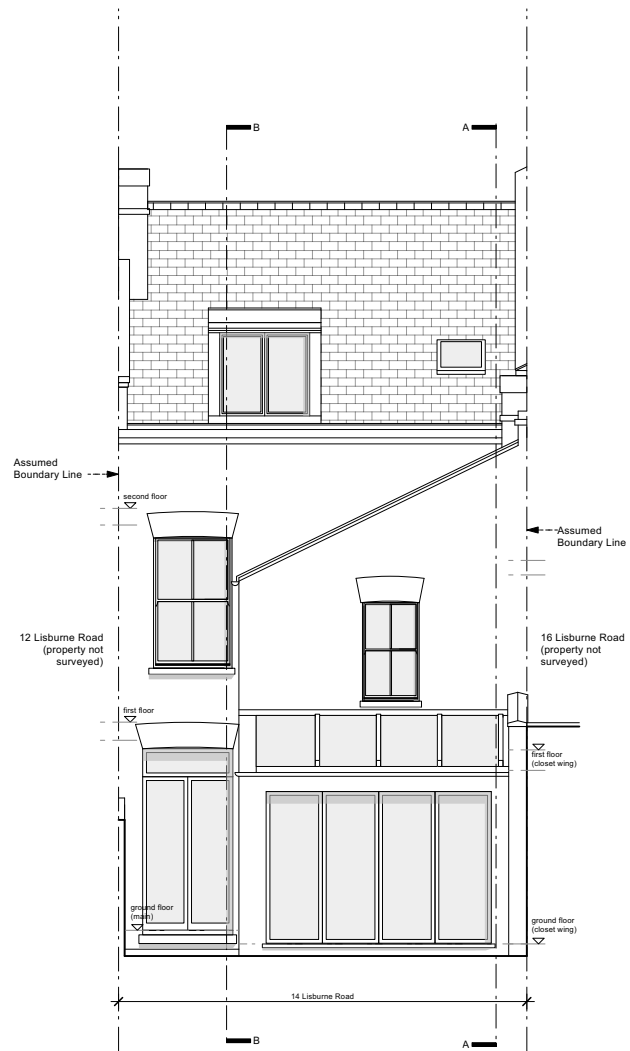 B
A
Assumed
Boundary Line
second floor
Assumed
Boundary Line
12 Lisburne Road
(property not
surveyed)
16 Lisburne Road
(property not
surveyed)
first floor
first floor
(closet wing)
ground floor
(main)
ground floor
(closet wing)
14 Lisburne Road
B
A